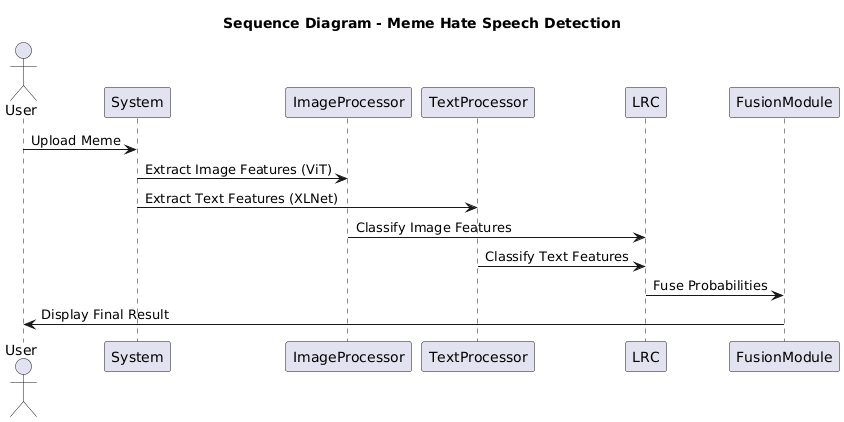 Sequence Diagram - Meme Hate Speech Detection
User
System
ImageProcessor
TextProcessor
LRC
FusionModule
Upload Meme
Extract Image Features (ViT)
Extract Text Features (XLNet)
Classify Image Features
Classify Text Features
Fuse Probabilities
Display Final Result
User
System
ImageProcessor
TextProcessor
LRC
FusionModule